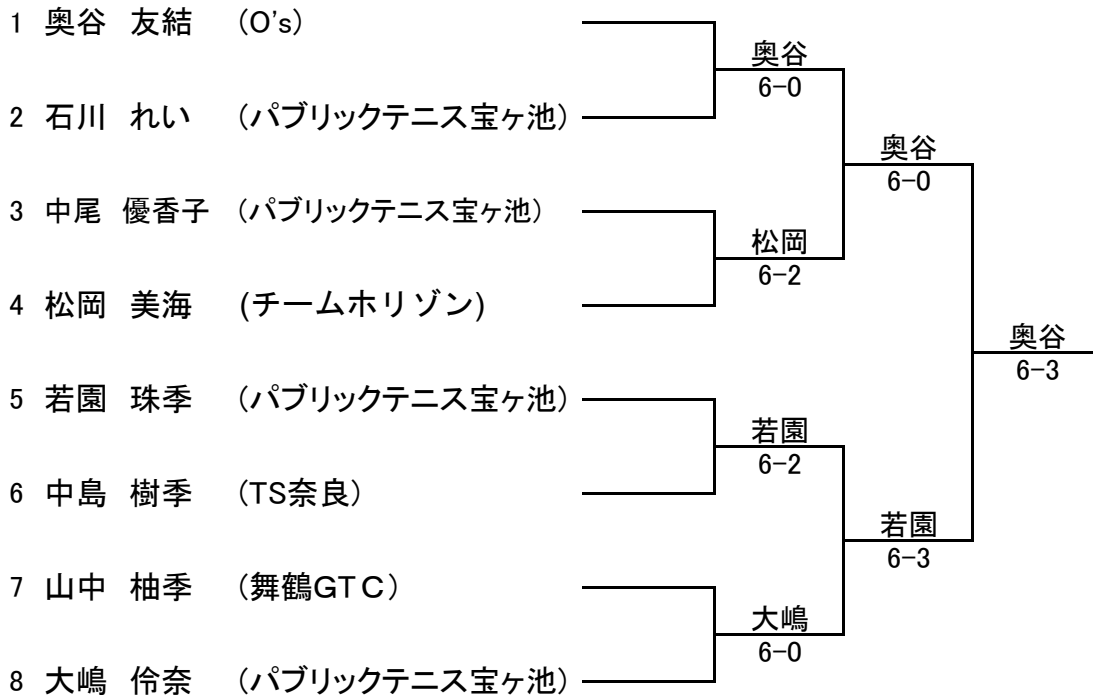 1 奥谷 友結 (O's)
奥谷
6-0
2 石川 れい (パブリックテニス宝ヶ池)
奥谷
6-0
3 中尾 優香子 (パブリックテニス宝ヶ池)
松岡
6-2
4 松岡 美海 (チームホリゾン)
奥谷
6-3
5 若園 珠季 (パブリックテニス宝ヶ池)
若園
6-2
6 中島 樹季 (TS奈良)
若園
6-3
7 山中 柚季 (舞鶴GTC)
大嶋
6-0
8 大嶋 伶奈 (パブリックテニス宝ヶ池)